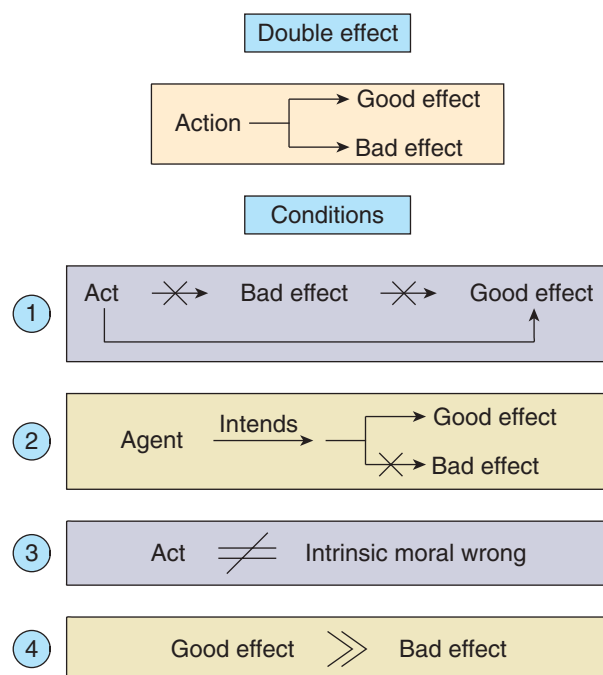 Double effect
Good effect
Action
Bad effect
Conditions
1
Act Bad effect Good effect
2
Agent Intends Good effect
Bad effect
3
Act Intrinsic moral wrong
4
Good effect Bad effect